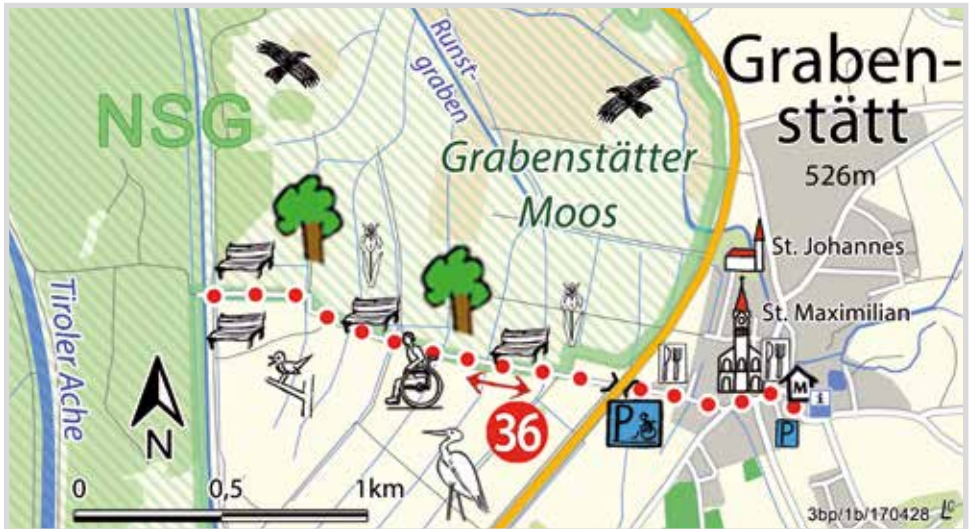 Graben-
stätt
526m
NSG
Runst-
graben
Grabenstätter
Moos
St. Johannes
St. Maximilian
Tiroler Ache
N
36
P
M
i
P
0 0,5 1km
3bp/1b/170428